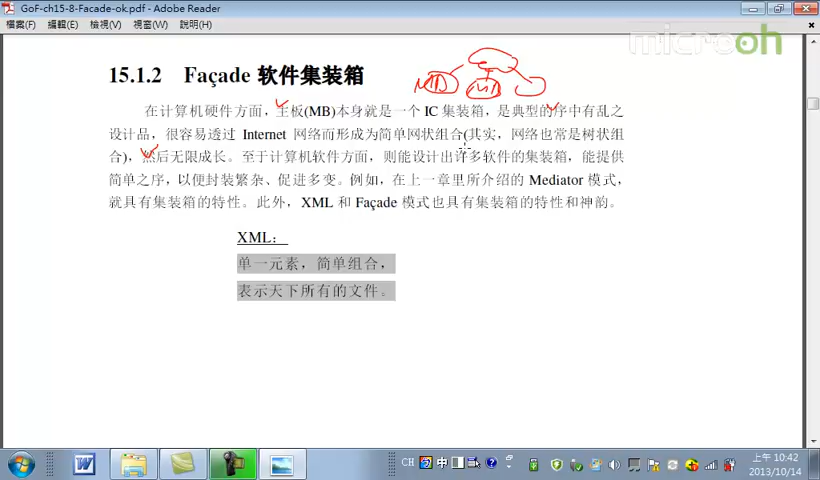 GoF-ch15-8-Facade-ok.pdf - Adobe Reader
檔案(F) 編輯(E) 檢視(V) 視窗(W) 說明(H)
microoh
15.1.2 Façade 软件集装箱
在计算机硬件方面，主板(MB)本身就是一个 IC 集装箱，是典型的序中有乱之
设计品，很容易透过 Internet 网络而形成为简单网状组合(其实，网络也常是树状组
合)，然后无限成长。至于计算机软件方面，则能设计出许多软件的集装箱，能提供
简单之序，以便封装繁杂、促进多变。例如，在上一章里所介绍的 Mediator 模式，
就具有集装箱的特性。此外，XML 和 Façade 模式也具有集装箱的特性和神韵。
XML：
单一元素，简单组合，
表示天下所有的文件。
CH 中
上午 10:42
2013/10/14